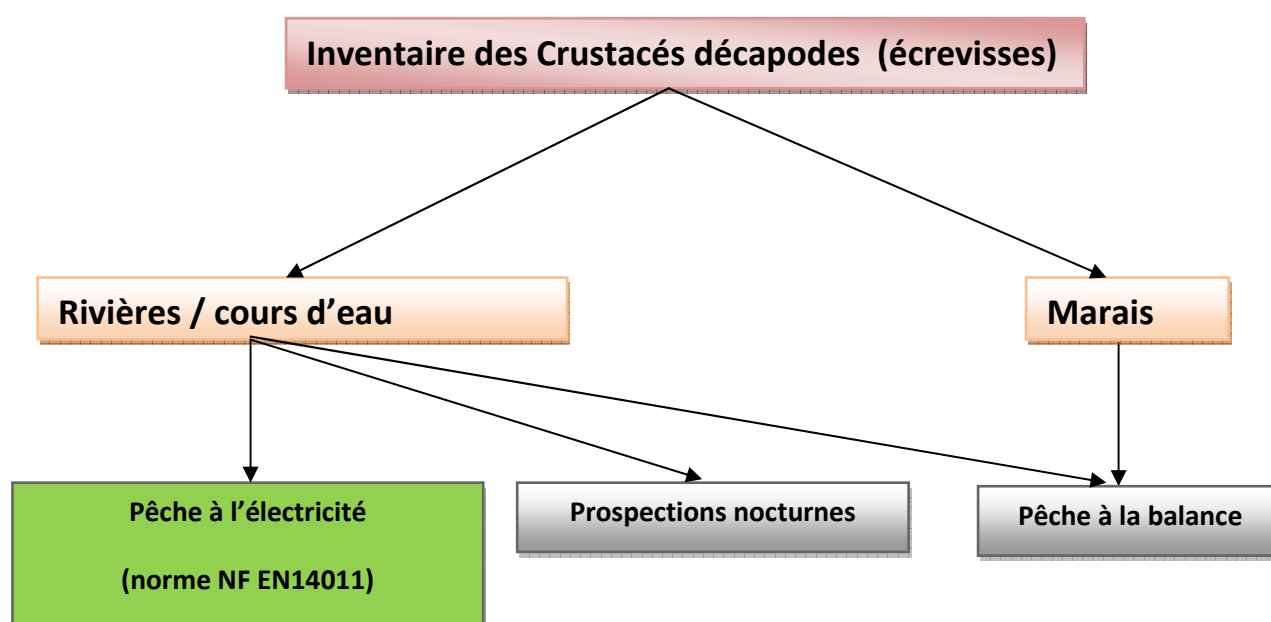 Inventaire des Crustacés décapodes (écrevisses)
Rivières / cours d’eau
Marais
Pêche à l’électricité
(norme NF EN14011)
Prospections nocturnes
Pêche à la balance